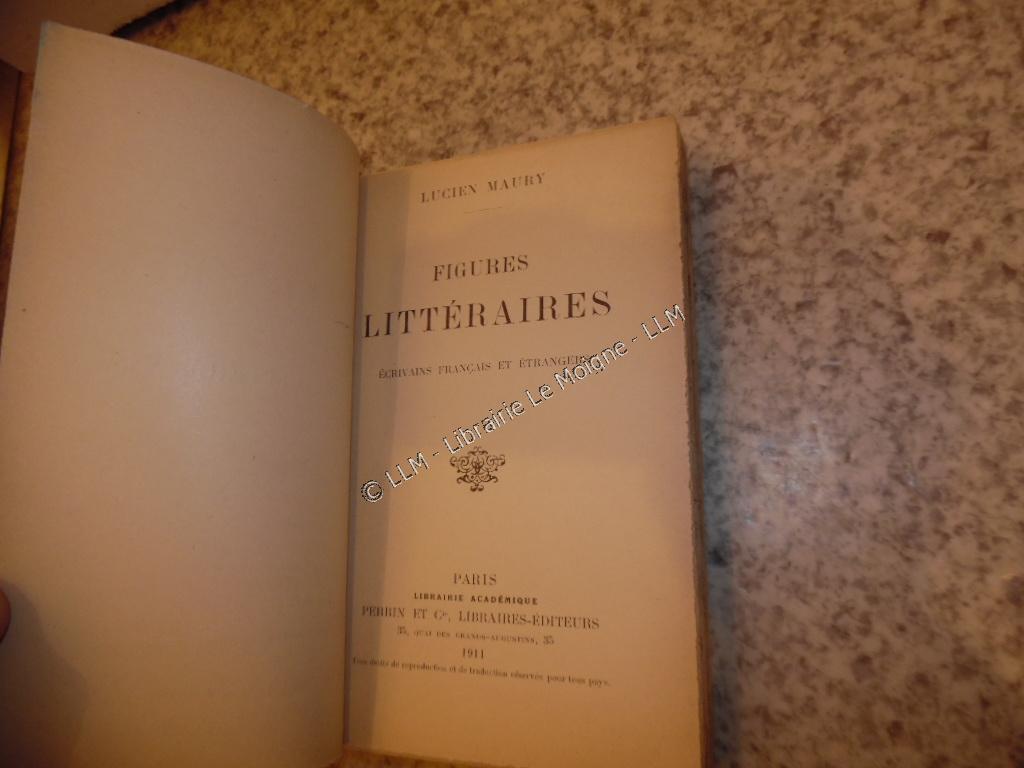 LUCIEN MAURY
FIGURES
LITTÉRAIRES
ÉCRIVAINS FRANÇAIS ET ÉTRANGERS
© LLM - Librairie Le Moigne - LLM
PARIS
LIBRAIRIE ACADÉMIQUE
PERRIN ET Cie, LIBRAIRES-ÉDITEURS
35, QUAI DES GRANDS-AUGUSTINS, 35
1911
Tous droits de reproduction et de traduction réservés pour tous pays.